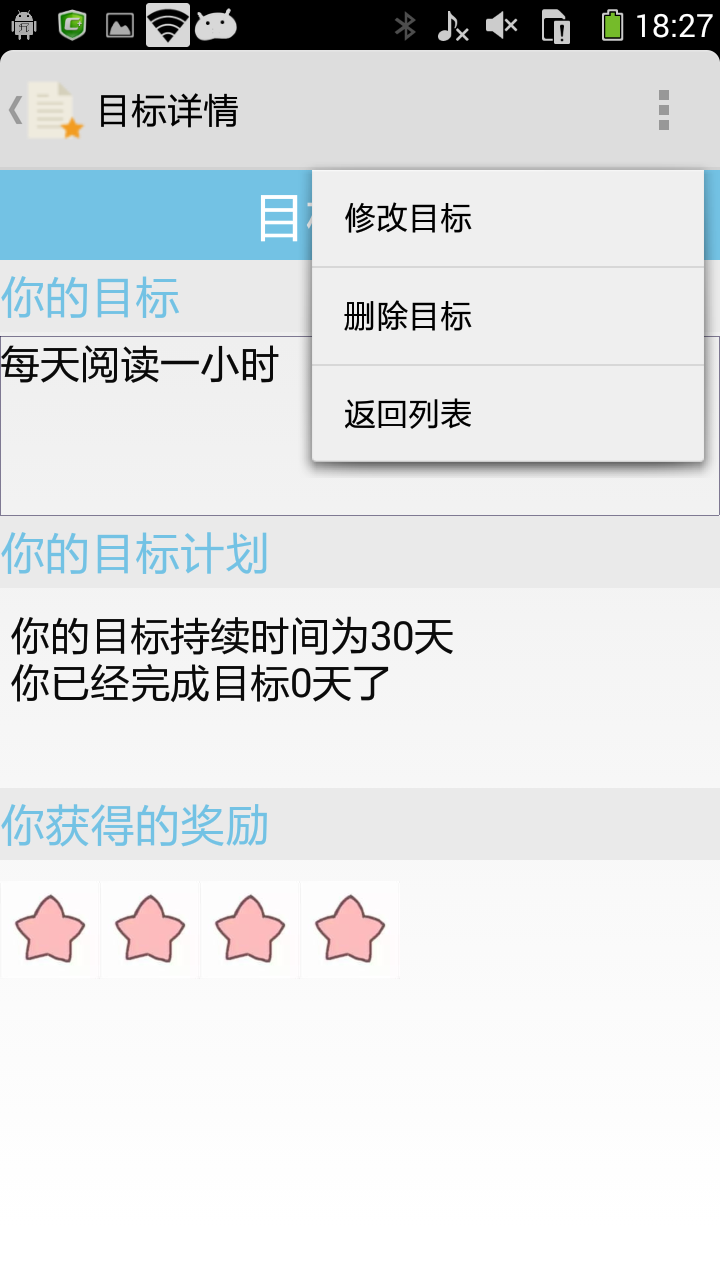 18:27
目标详情
目
修改目标
删除目标
返回列表
你的目标
每天阅读一小时
你的目标计划
你的目标持续时间为30天
你已经完成目标0天了
你获得的奖励